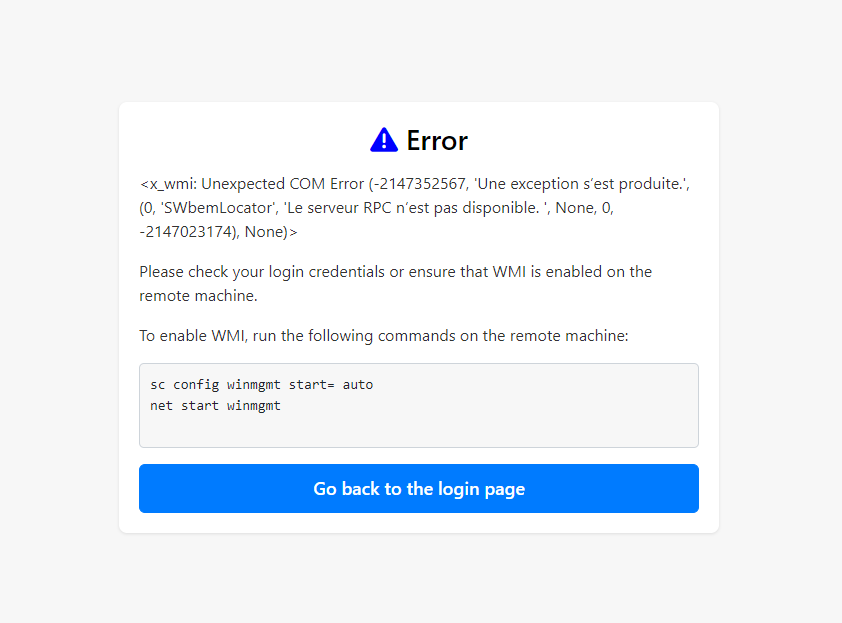 Error
<x_wmi: Unexpected COM Error (-2147352567, 'Une exception s’est produite.',
(0, 'SWbemLocator', 'Le serveur RPC n’est pas disponible. ', None, 0,
-2147023174), None)>
Please check your login credentials or ensure that WMI is enabled on the
remote machine.
To enable WMI, run the following commands on the remote machine:
sc config winmgmt start= auto
net start winmgmt
Go back to the login page